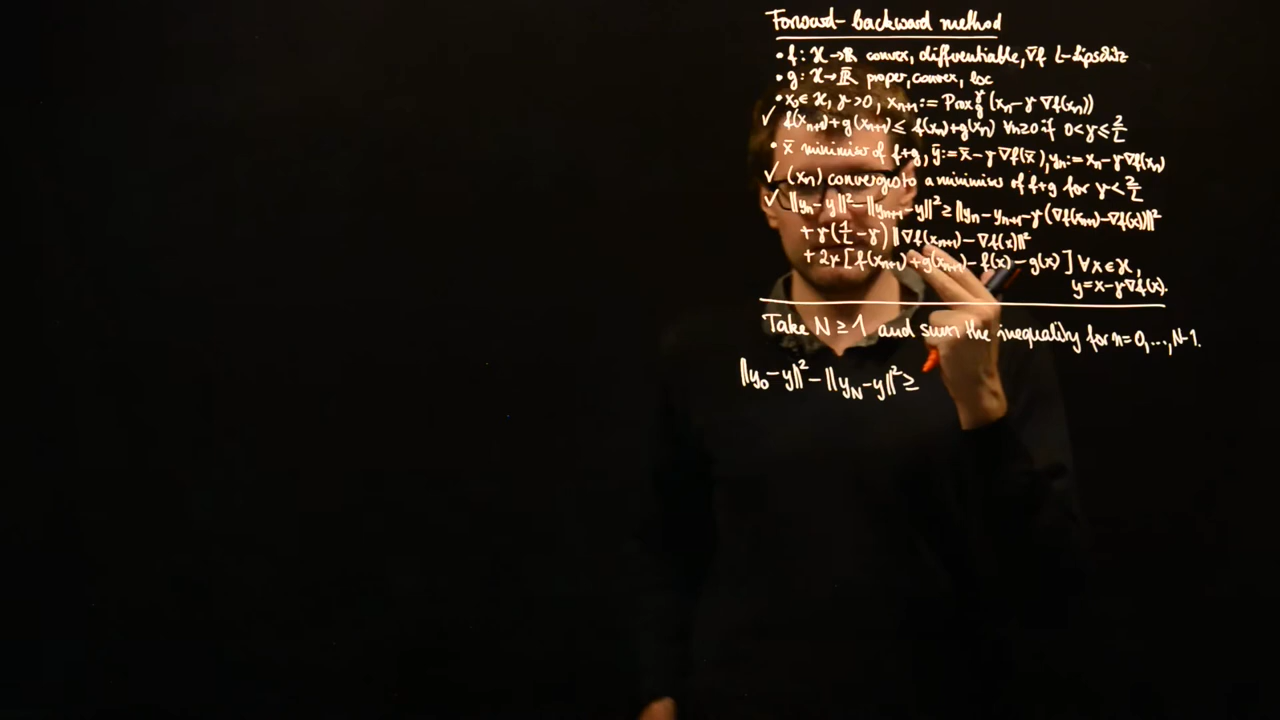 Forward-backward method
• f: X→ℝ convex, differentiable, ∇f L-Lipschitz
• g: X→ℝ̄ proper, convex, lsc
• x₀∈X, γ>0, xₙ₊₁ := Prox_g^γ (xₙ-γ∇f(xₙ))
✓ f(xₙ₊₁)+g(xₙ₊₁) ≤ f(xₙ)+g(xₙ) ∀n≥0 if 0<γ≤2/L
• x̄ minimiser of f+g, ȳ:=x̄-γ∇f(x̄), yₙ:=xₙ-γ∇f(xₙ)
✓ (xₙ) converges to a minimiser of f+g for γ<2/L
✓ ‖yₙ-y‖²-‖yₙ₊₁-y‖² ≥ ‖yₙ-yₙ₊₁-γ(∇f(xₙ₊₁)-∇f(x))‖²
+γ(1/L-γ)‖∇f(xₙ₊₁)-∇f(x)‖²
+2γ[f(xₙ₊₁)+g(xₙ₊₁)-f(x)-g(x)] ∀x∈X,
y=x-γ∇f(x).
Take N≥1 and sum the inequality for n=0,...,N-1.
‖y₀-y‖²-‖y_N-y‖² ≥